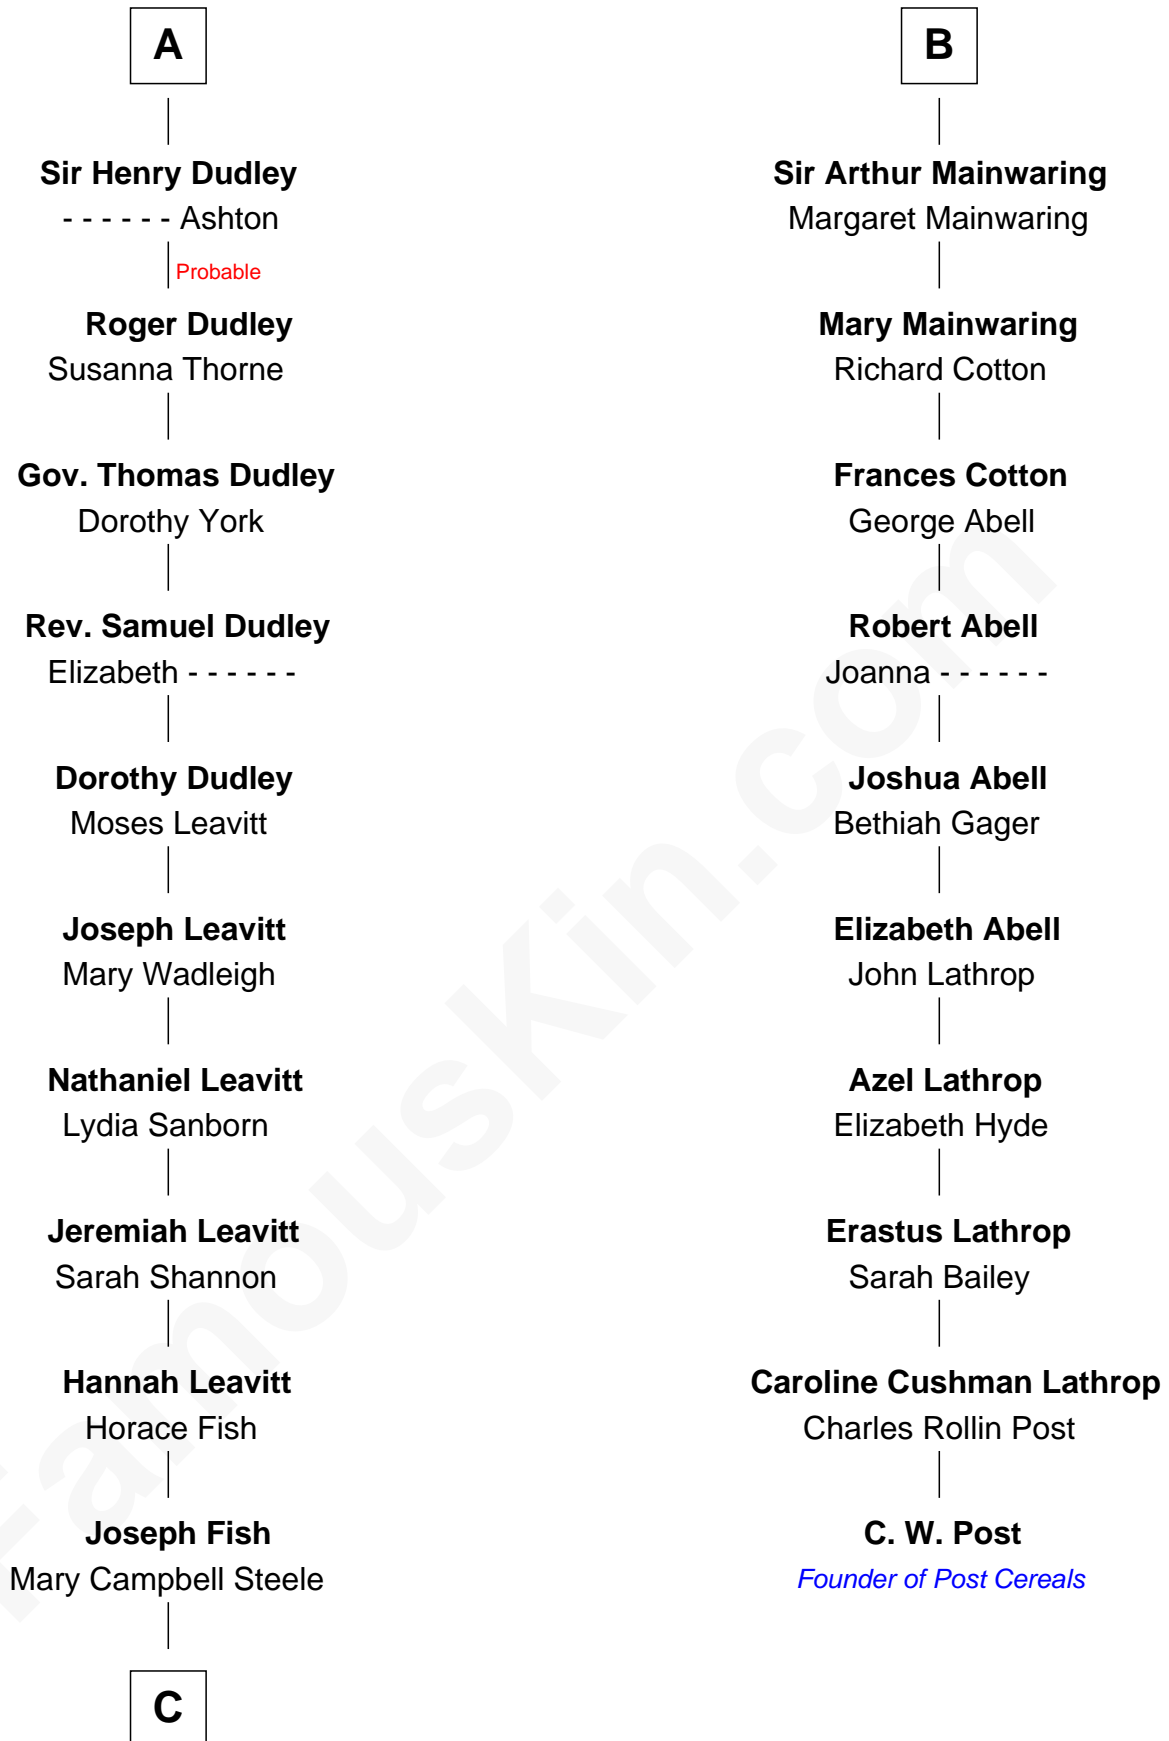 A
Sir Henry Dudley
- - - - - - Ashton
Probable
Roger Dudley
Susanna Thorne
Gov. Thomas Dudley
Dorothy York
Rev. Samuel Dudley
Elizabeth - - - - - -
Dorothy Dudley
Moses Leavitt
Joseph Leavitt
Mary Wadleigh
Nathaniel Leavitt
Lydia Sanborn
Jeremiah Leavitt
Sarah Shannon
Hannah Leavitt
Horace Fish
Joseph Fish
Mary Campbell Steele
C
B
Sir Arthur Mainwaring
Margaret Mainwaring
Mary Mainwaring
Richard Cotton
Frances Cotton
George Abell
Robert Abell
Joanna - - - - - -
Joshua Abell
Bethiah Gager
Elizabeth Abell
John Lathrop
Azel Lathrop
Elizabeth Hyde
Erastus Lathrop
Sarah Bailey
Caroline Cushman Lathrop
Charles Rollin Post
C. W. Post
Founder of Post Cereals
FamousKin.com